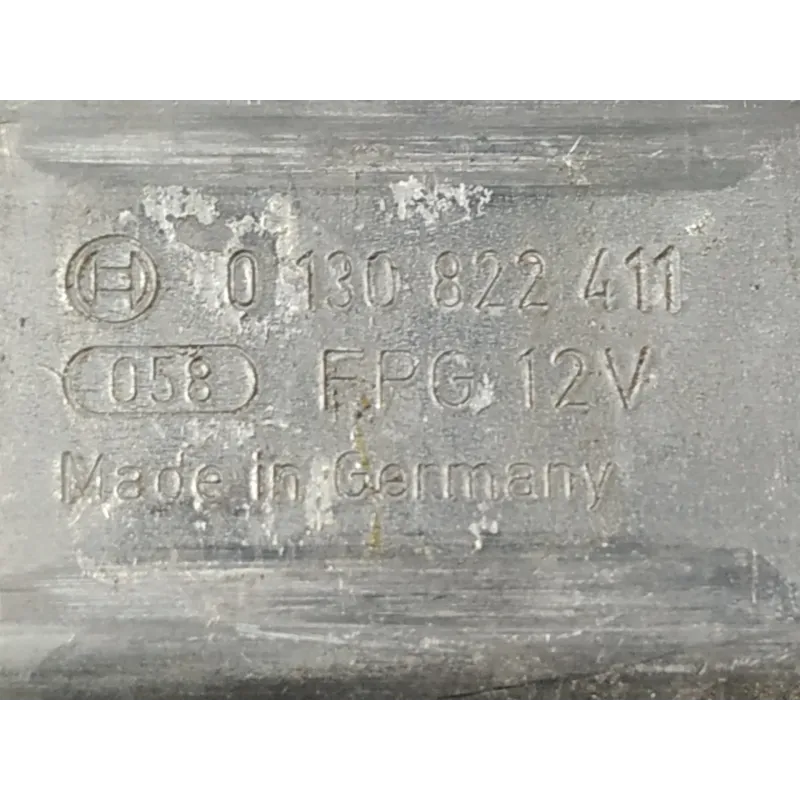 0 130 822 411
058 FPG 12V
Made in Germany